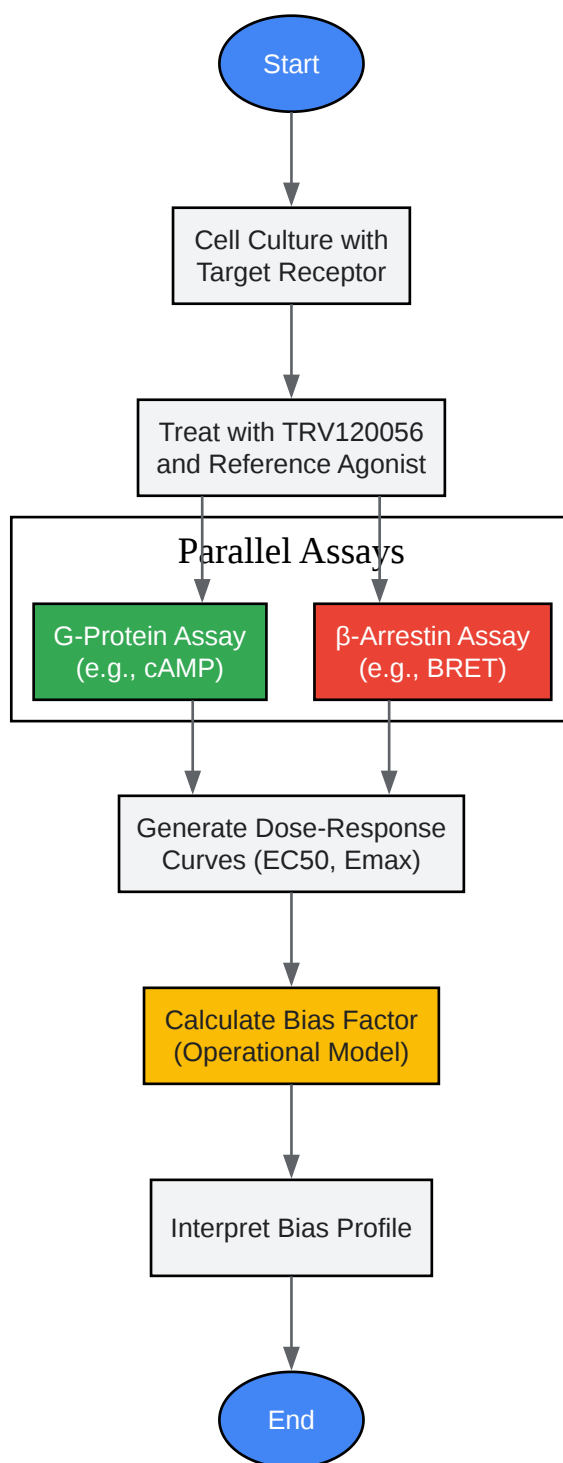 Start
Cell Culture with
Target Receptor
Treat with TRV120056
and Reference Agonist
Parallel Assays
G-Protein Assay
(e.g., cAMP)
β-Arrestin Assay
(e.g., BRET)
Generate Dose-Response
Curves (EC50, Emax)
Calculate Bias Factor
(Operational Model)
Interpret Bias Profile
End